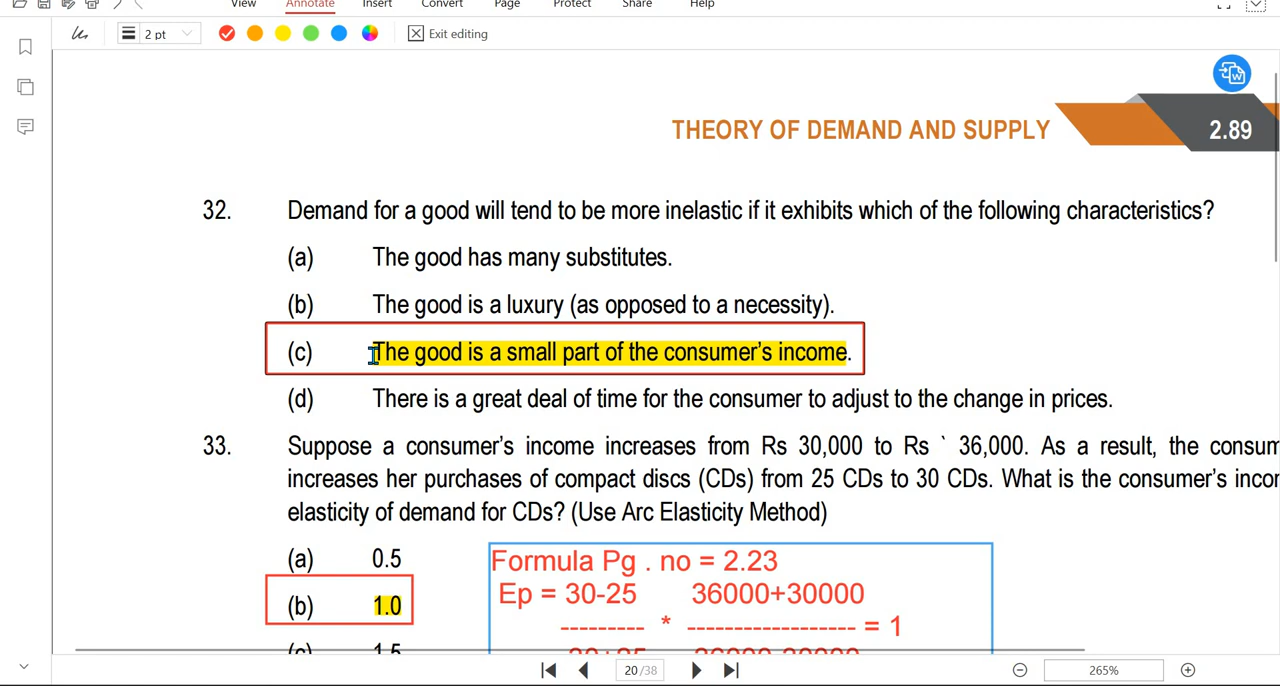 View Annotate Insert Convert Page Protect Share Help
2 pt Exit editing
THEORY OF DEMAND AND SUPPLY 2.89
32. Demand for a good will tend to be more inelastic if it exhibits which of the following characteristics?
(a) The good has many substitutes.
(b) The good is a luxury (as opposed to a necessity).
(c) The good is a small part of the consumer's income.
(d) There is a great deal of time for the consumer to adjust to the change in prices.
33. Suppose a consumer's income increases from Rs 30,000 to Rs ` 36,000. As a result, the consum
increases her purchases of compact discs (CDs) from 25 CDs to 30 CDs. What is the consumer's incor
elasticity of demand for CDs? (Use Arc Elasticity Method)
(a) 0.5
Formula Pg . no = 2.23
(b) 1.0
Ep = 30-25 36000+30000
--------- * ------------------ = 1
(c) 1.5
20 /38 265%